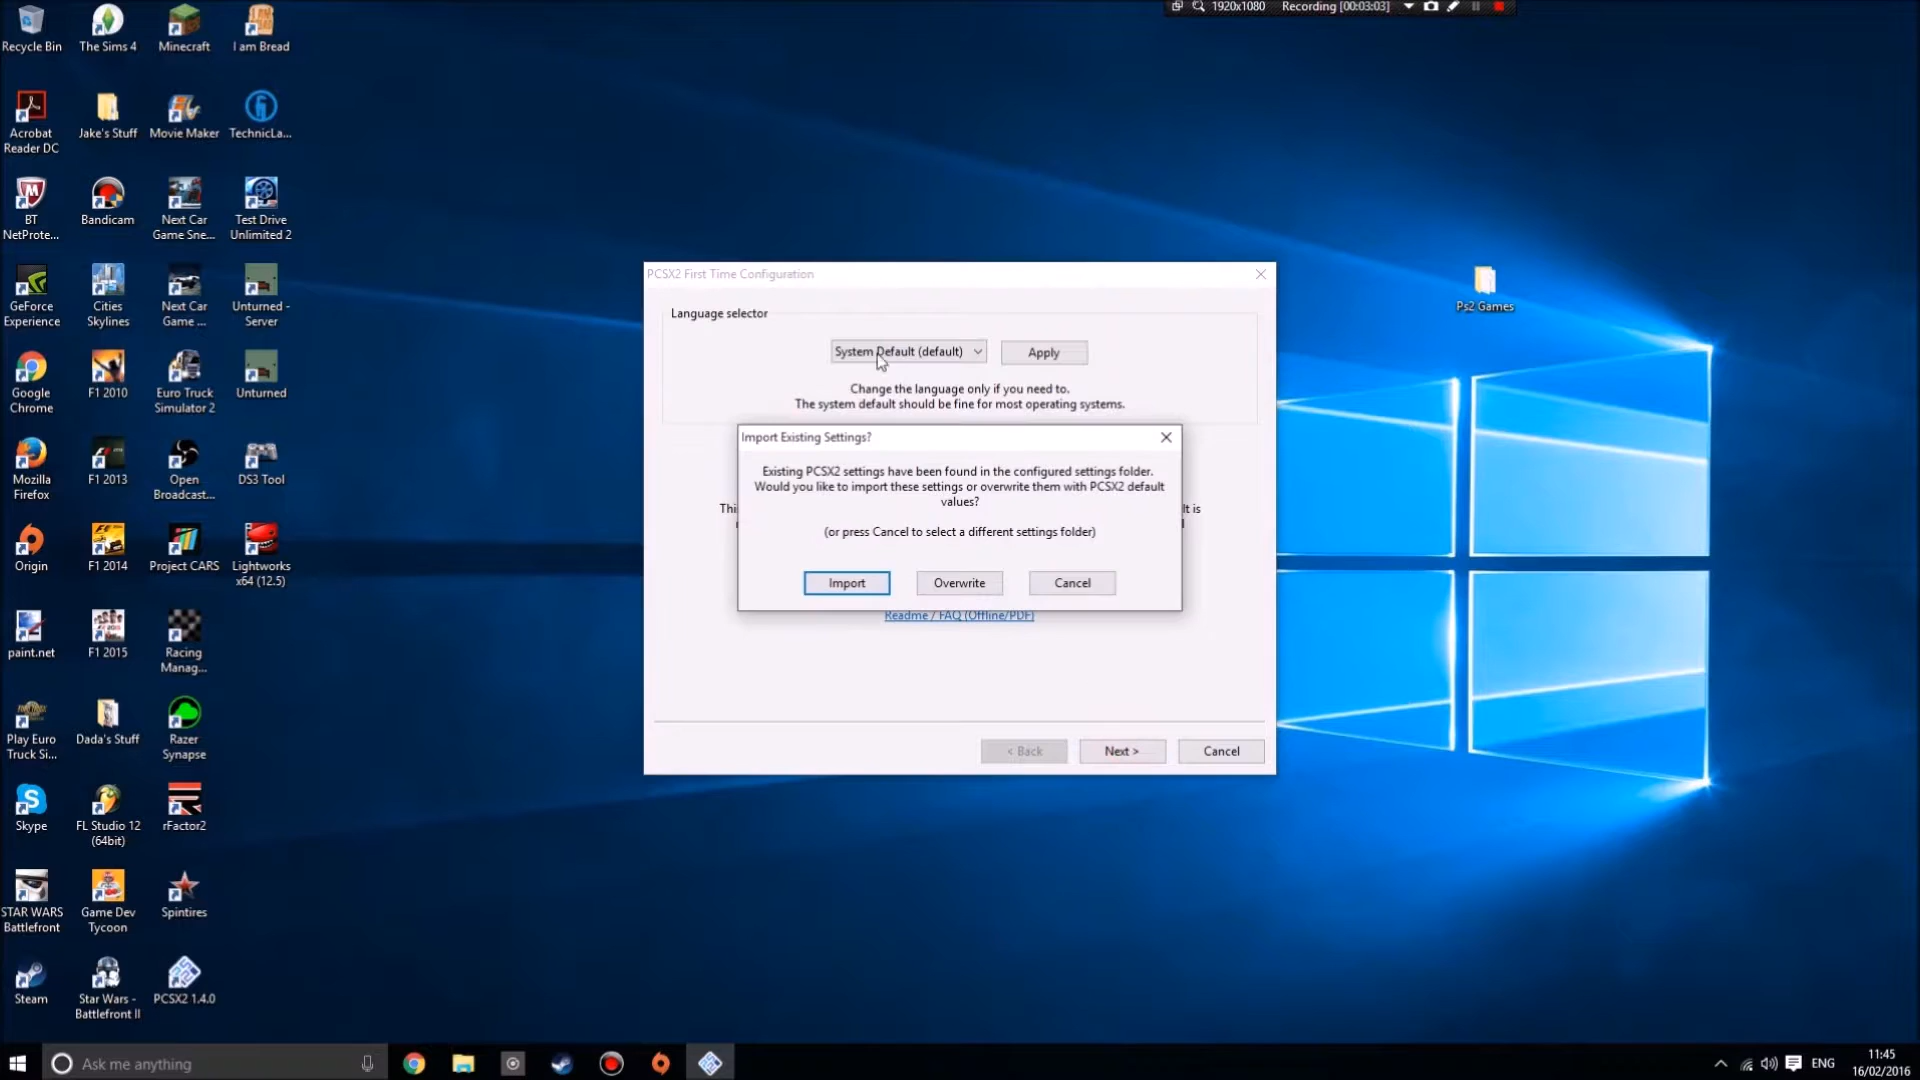 1920x1080 Recording [00:03:03]
Recycle Bin
The Sims 4
Minecraft
I am Bread
Acrobat
Reader DC
Jake's Stuff
Movie Maker
TechnicLa...
BT
NetProte...
Bandicam
Next Car
Game Sne...
Test Drive
Unlimited 2
GeForce
Experience
Cities
Skylines
Next Car
Game ...
Unturned -
Server
Google
Chrome
F1 2010
Euro Truck
Simulator 2
Unturned
Mozilla
Firefox
F1 2013
Open
Broadcast...
DS3 Tool
Origin
F1 2014
Project CARS
Lightworks
x64 (12.5)
paint.net
F1 2015
Racing
Manag...
Play Euro
Truck Si...
Dada's Stuff
Razer
Synapse
Skype
FL Studio 12
(64bit)
rFactor2
STAR WARS
Battlefront
Game Dev
Tycoon
Spintires
Steam
Star Wars -
Battlefront II
PCSX2 1.4.0
Ps2 Games
PCSX2 First Time Configuration
Language selector
System Default (default)
Apply
Change the language only if you need to.
The system default should be fine for most operating systems.
Import Existing Settings?
Existing PCSX2 settings have been found in the configured settings folder.
Would you like to import these settings or overwrite them with PCSX2 default
values?
(or press Cancel to select a different settings folder)
Import
Overwrite
Cancel
Readme / FAQ (Offline/PDF)
< Back
Next >
Cancel
Ask me anything
ENG
11:45
16/02/2016